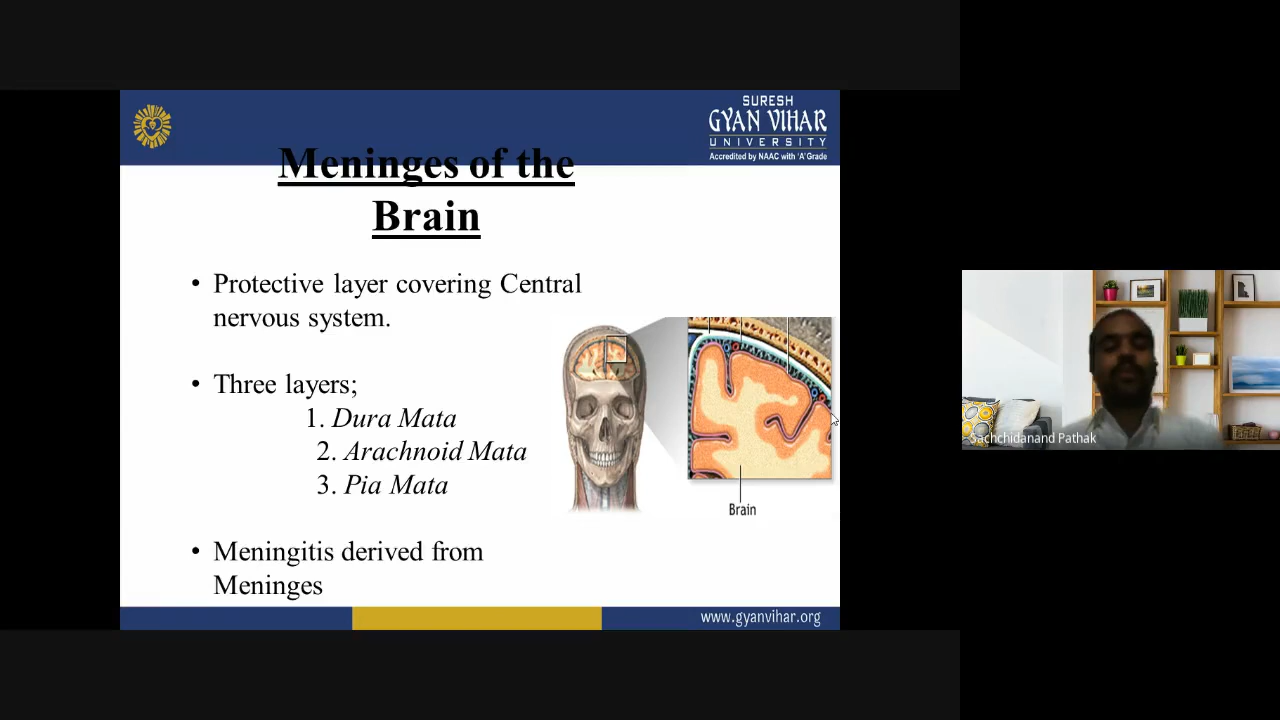 SURESH
GYAN VIHAR
UNIVERSITY
Accredited by NAAC with 'A' Grade
Meninges of the
Brain
• Protective layer covering Central
nervous system.
• Three layers;
1. Dura Mata
2. Arachnoid Mata
3. Pia Mata
Brain
• Meningitis derived from
Meninges
www.gyanvihar.org
Sachchidanand Pathak